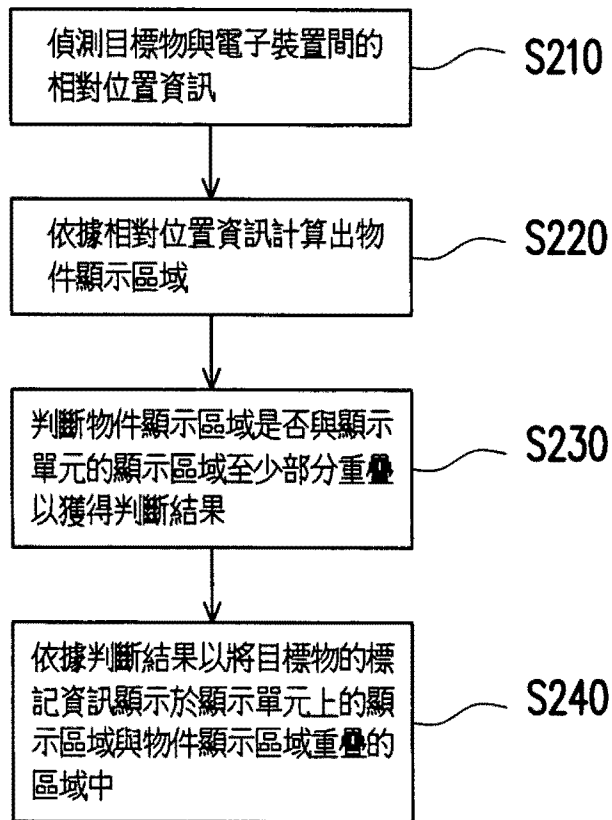 偵測目標物與電子裝置間的
相對位置資訊
S210
依據相對位置資訊計算出物
件顯示區域
S220
判斷物件顯示區域是否與顯示
單元的顯示區域至少部分重疊
以獲得判斷結果
S230
依據判斷結果以將目標物的標
記資訊顯示於顯示單元上的顯
示區域與物件顯示區域重疊的
區域中
S240